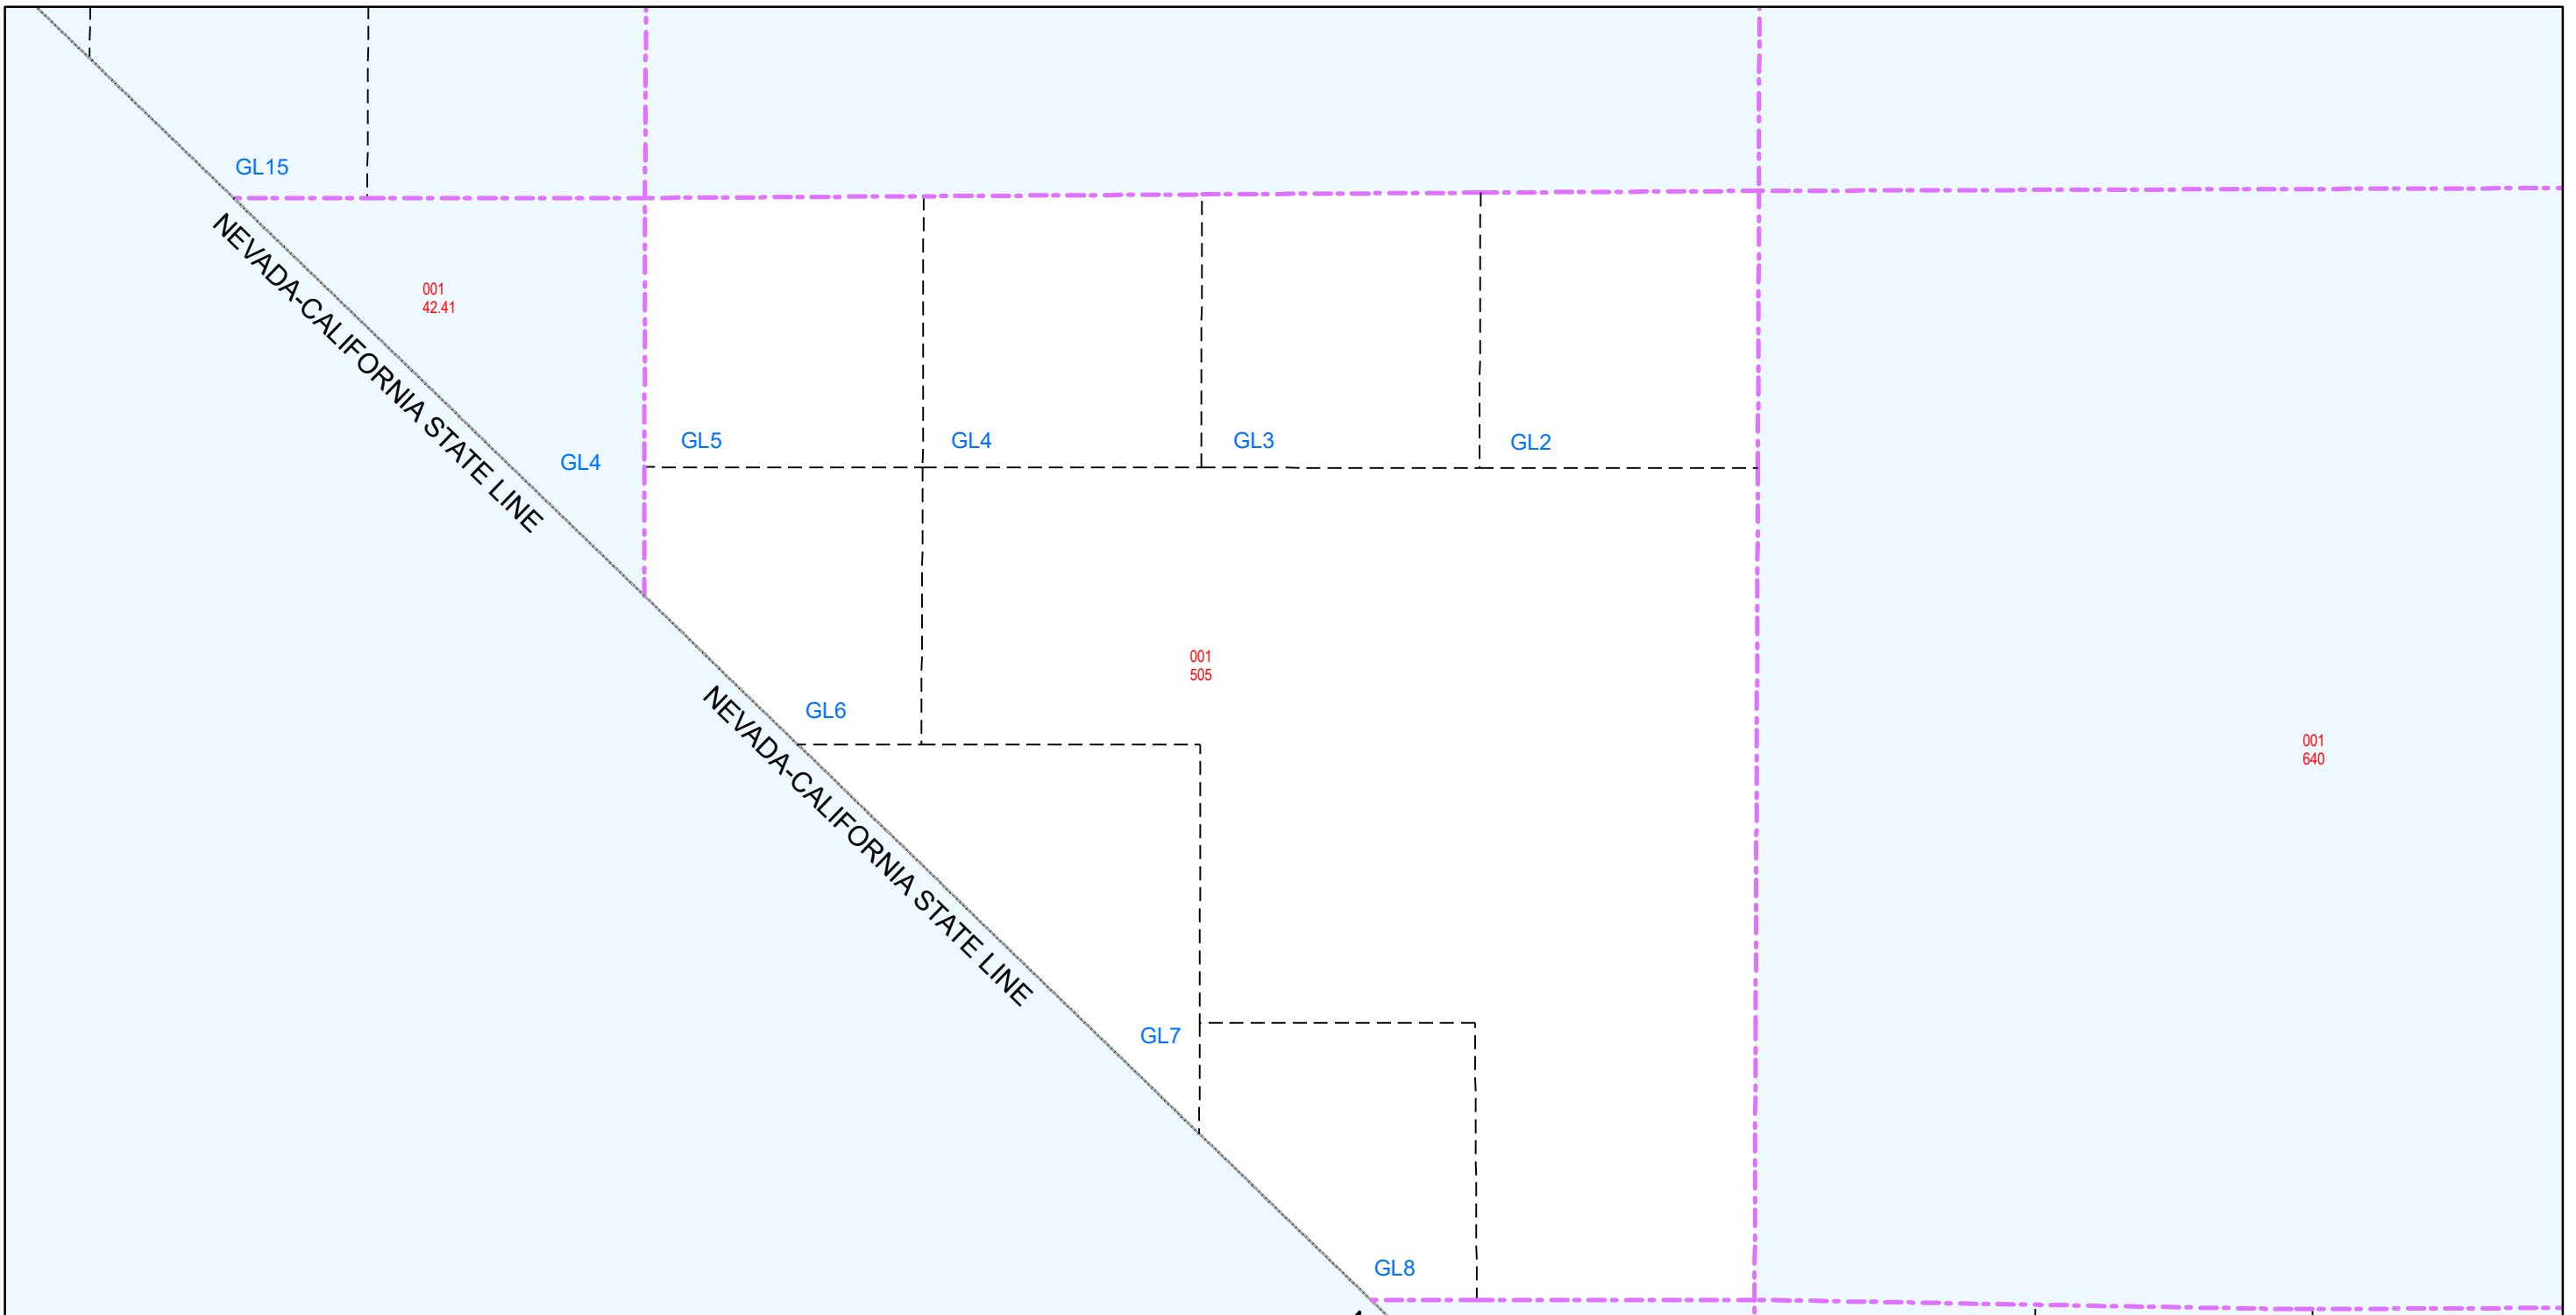 GL15
NEVADA-CALIFORNIA STATE LINE
001
42.41
GL4
GL5
GL4
GL3
GL2
001
505
GL6
NEVADA-CALIFORNIA STATE LINE
001
640
GL7
GL8